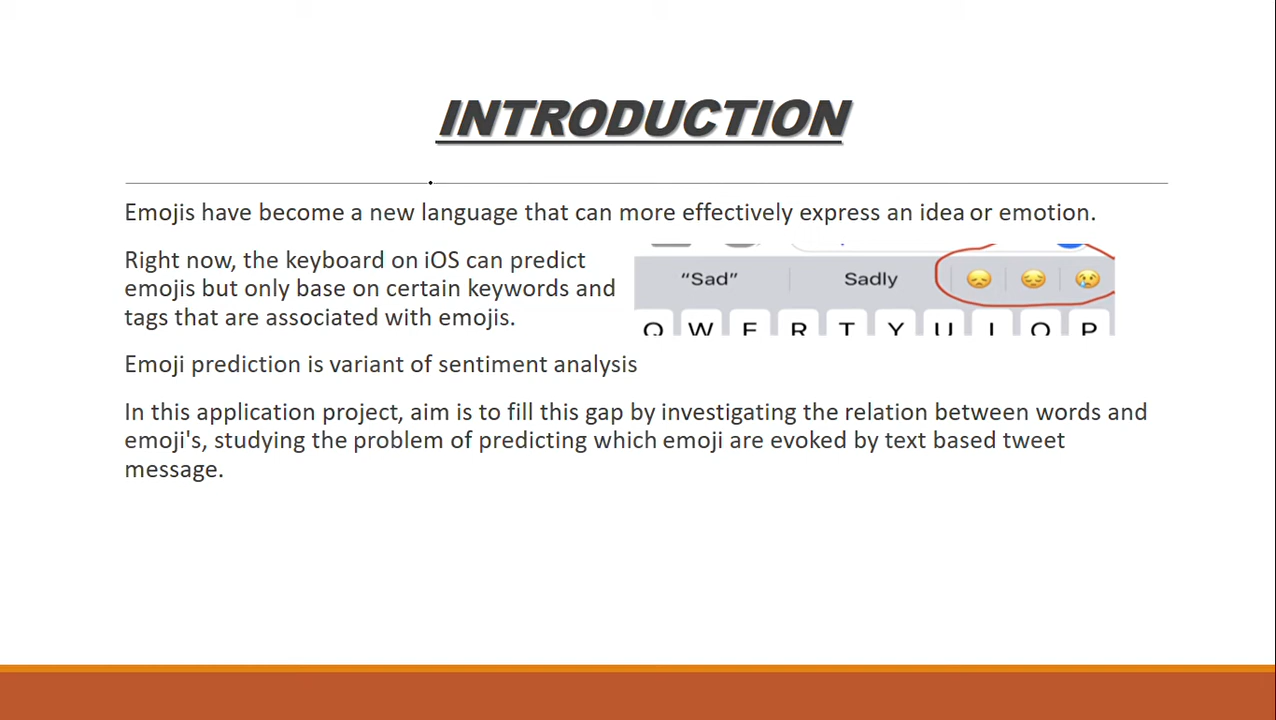 INTRODUCTION
Emojis have become a new language that can more effectively express an idea or emotion.
Right now, the keyboard on iOS can predict
emojis but only base on certain keywords and
tags that are associated with emojis.
"Sad" Sadly 😞 😔 😢
Q W E R T Y U I O P
Emoji prediction is variant of sentiment analysis
In this application project, aim is to fill this gap by investigating the relation between words and
emoji's, studying the problem of predicting which emoji are evoked by text based tweet
message.